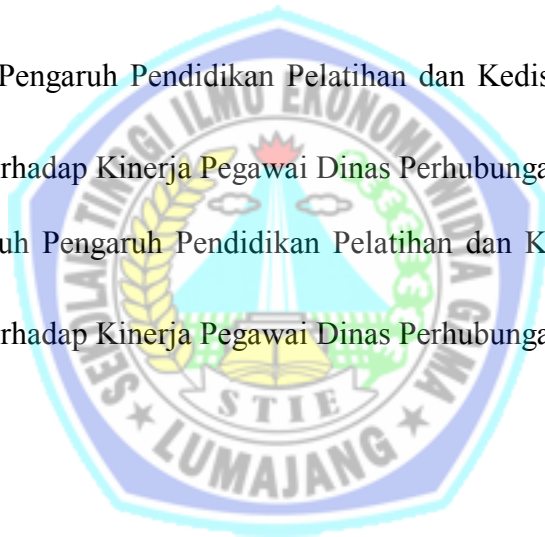 Pengaruh Pendidikan Pelatihan dan Kedis
rhadap Kinerja Pegawai Dinas Perhubunga
uh Pengaruh Pendidikan Pelatihan dan K
rhadap Kinerja Pegawai Dinas Perhubunga
SEKOLAH TINGGI ILMU EKONOMI WIDYA GAMA
STIE
LUMAJANG